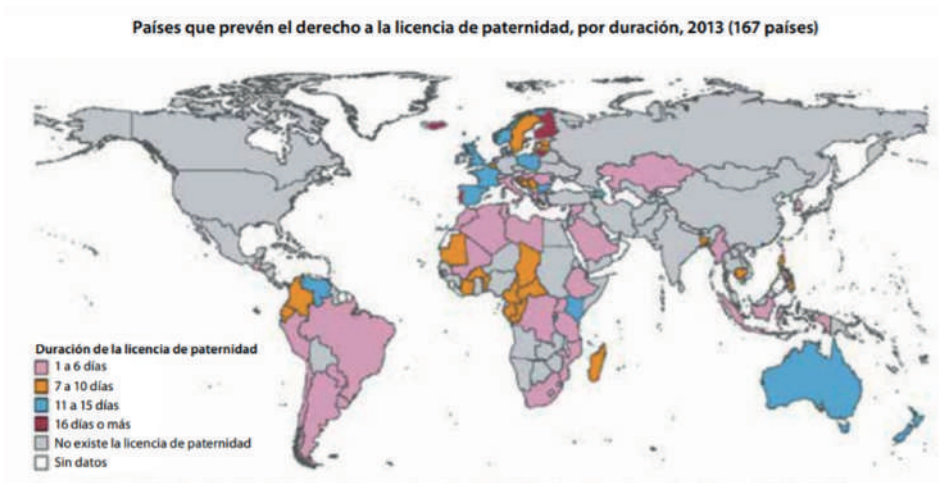 Países que prevén el derecho a la licencia de paternidad, por duración, 2013 (167 países)
Duración de la licencia de paternidad
1 a 6 días
7 a 10 días
11 a 15 días
16 días o más
No existe la licencia de paternidad
Sin datos